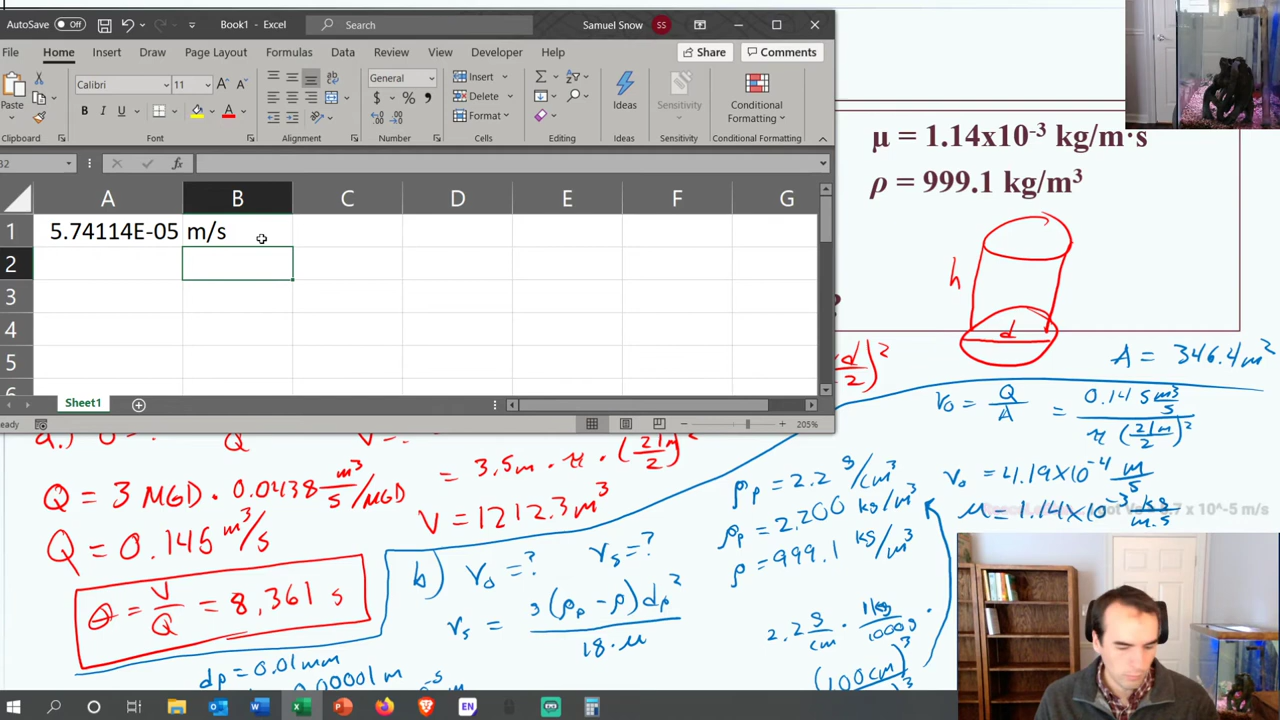 AutoSave Off Book1 - Excel Search Samuel Snow SS
File Home Insert Draw Page Layout Formulas Data Review View Developer Help Share Comments
Paste Calibri 11 General Insert Delete Format Ideas Sensitivity Conditional Formatting
Clipboard Font Alignment Number Cells Editing Ideas Sensitivity Conditional Formatting
fx
A B C D E F G
1 5.74114E-05 m/s
2
3
4
5
Sheet1
205%
μ = 1.14x10⁻³ kg/m·s
ρ = 999.1 kg/m³
h
d
A = 346.4m²
V₀ = Q/A = 0.145 m³/s / π (21m/2)²
V₀ = 4.19x10⁻⁴ m/s
μ = 1.14x10⁻³ kg/m·s
= 3.5m · π · (21m/2)²
Q = 3 MGD · 0.0438 m³/s/MGD
V = 1212.3m³
Q = 0.145 m³/s
θ = V/Q = 8,361 s
b) V₀ = ? Vs = ?
Vs = g(ρp - ρ)dp² / 18·μ
ρp = 2.2 g/cm³
ρp = 2,200 kg/m³
ρ = 999.1 kg/m³
2.2 g/cm · 1kg/1000g ·
(100cm)³
dp = 0.01mm
EN